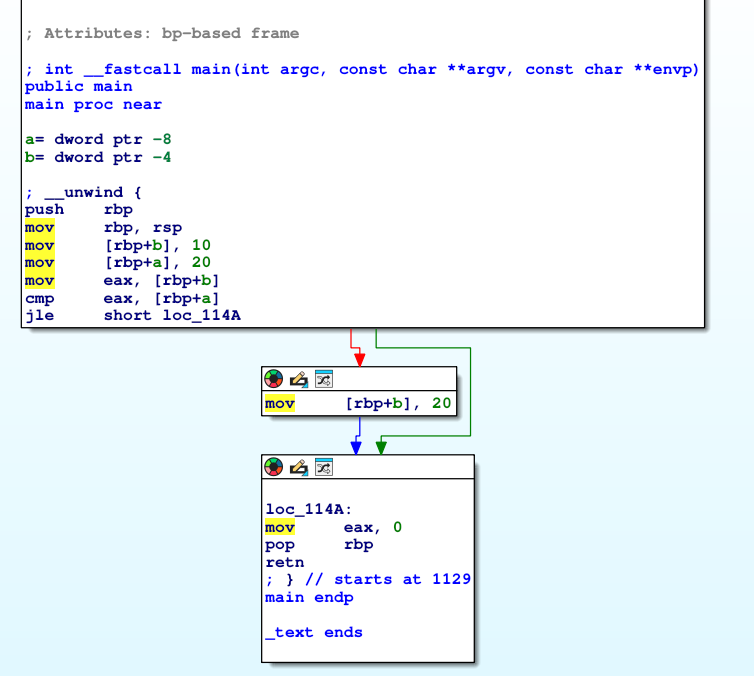 ; Attributes: bp-based frame
; int __fastcall main(int argc, const char **argv, const char **envp)
public main
main proc near
a= dword ptr -8
b= dword ptr -4
; __unwind {
push    rbp
mov     rbp, rsp
mov     [rbp+b], 10
mov     [rbp+a], 20
mov     eax, [rbp+b]
cmp     eax, [rbp+a]
jle     short loc_114A
mov     [rbp+b], 20
loc_114A:
mov     eax, 0
pop     rbp
retn
; } // starts at 1129
main endp
_text ends